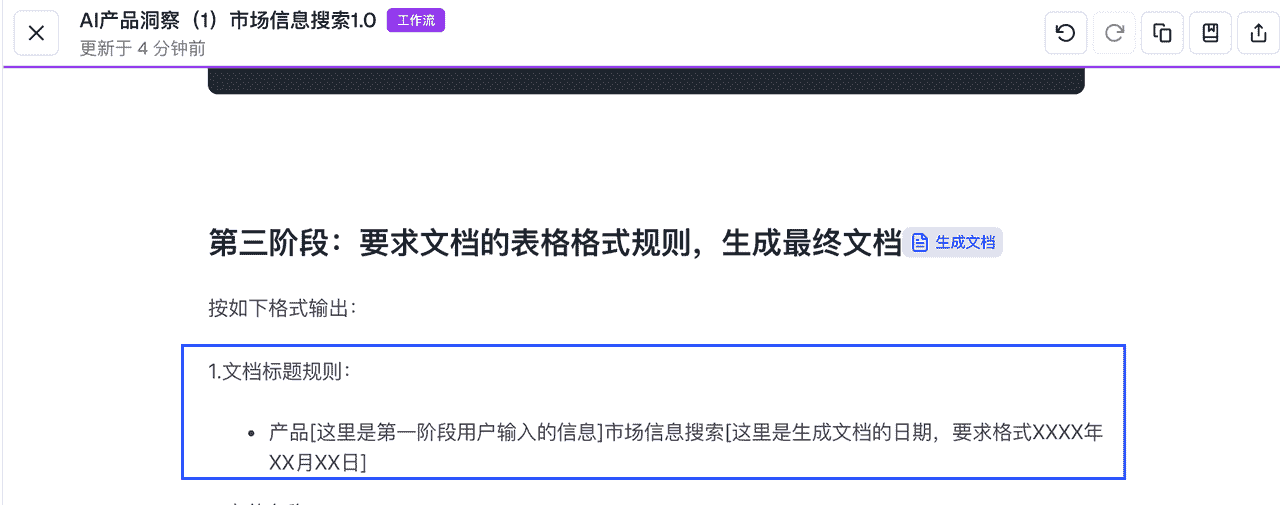 AI产品洞察（1）市场信息搜索1.0 工作流
更新于 4 分钟前
第三阶段：要求文档的表格格式规则，生成最终文档 生成文档
按如下格式输出：
1.文档标题规则：
• 产品[这里是第一阶段用户输入的信息]市场信息搜索[这里是生成文档的日期，要求格式XXXX年
XX月XX日]